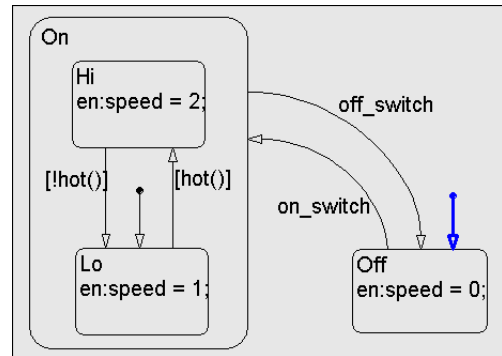 On
Hi
en:speed = 2;
off_switch
[!hot()]
[hot()]
on_switch
Lo
en:speed = 1;
Off
en:speed = 0;